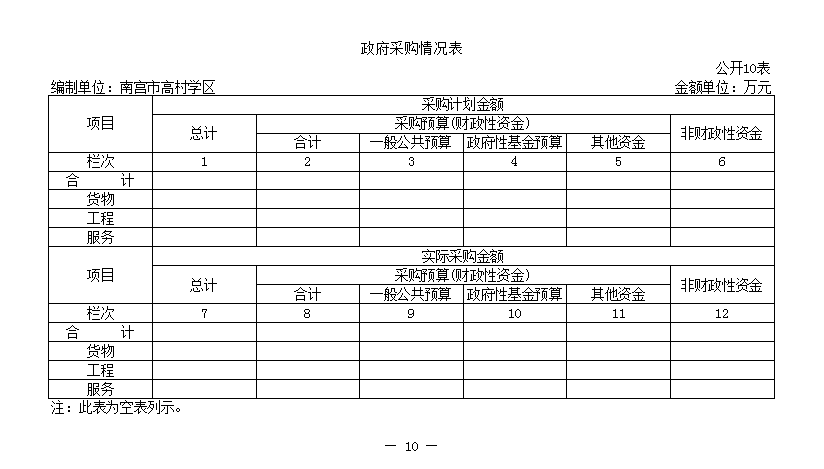 政府采购情况表
公开10表
编制单位：南宫市高村学区 金额单位：万元
项目 采购计划金额
总计 采购预算(财政性资金) 非财政性资金
合计 一般公共预算 政府性基金预算 其他资金
栏次 1 2 3 4 5 6
合 计
货物
工程
服务
项目 实际采购金额
总计 采购预算(财政性资金) 非财政性资金
合计 一般公共预算 政府性基金预算 其他资金
栏次 7 8 9 10 11 12
合 计
货物
工程
服务
注：此表为空表列示。
— 10 —